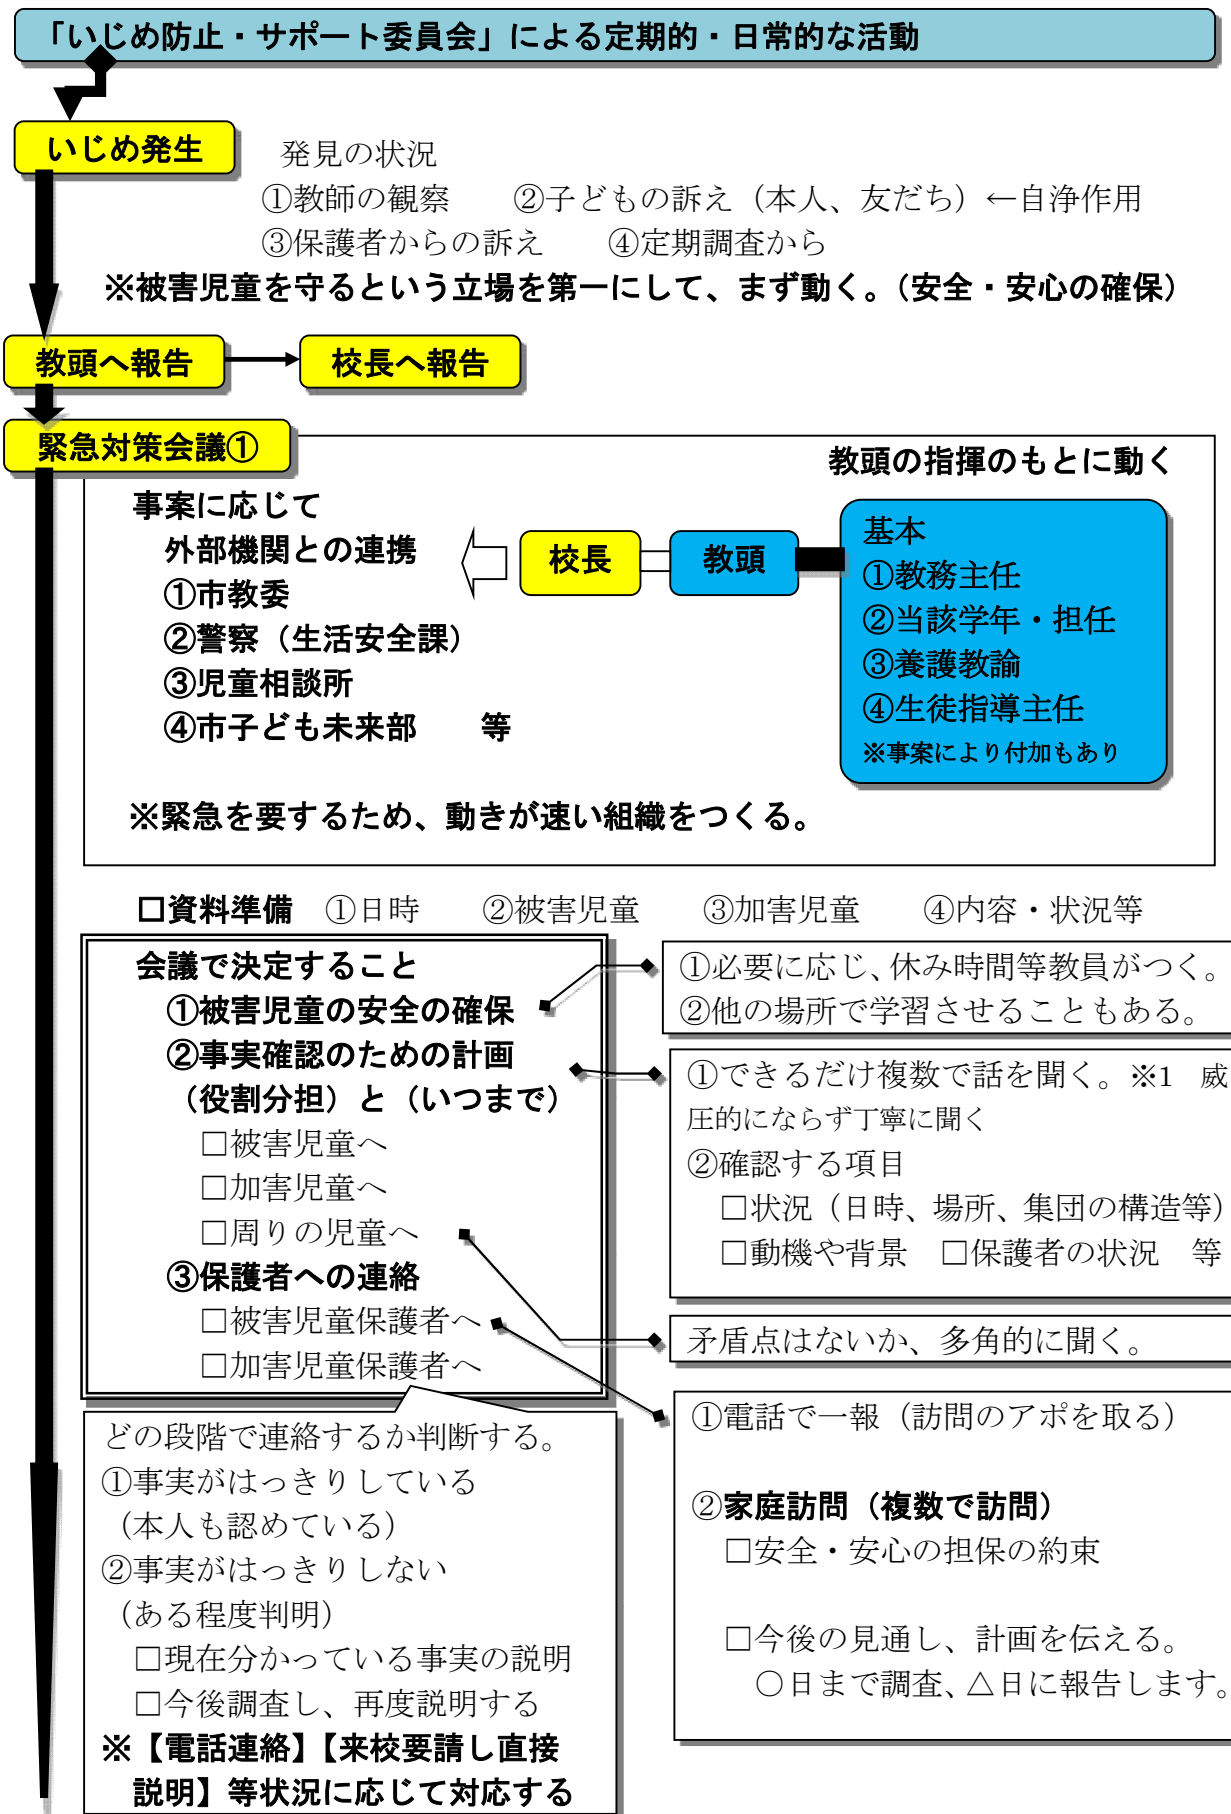 「いじめ防止・サポート委員会」による定期的・日常的な活動
いじめ発生
発見の状況
①教師の観察　　②子どもの訴え（本人、友だち）←自浄作用
③保護者からの訴え　　④定期調査から
※被害児童を守るという立場を第一にして、まず動く。（安全・安心の確保）
教頭へ報告
校長へ報告
緊急対策会議①
教頭の指揮のもとに動く
事案に応じて
外部機関との連携
①市教委
②警察（生活安全課）
③児童相談所
④市子ども未来部　　等
校長
教頭
基本
①教務主任
②当該学年・担任
③養護教諭
④生徒指導主任
※事案により付加もあり
※緊急を要するため、動きが速い組織をつくる。
□資料準備　①日時　　②被害児童　　③加害児童　　④内容・状況等
会議で決定すること
①被害児童の安全の確保
②事実確認のための計画
（役割分担）と（いつまで）
□被害児童へ
□加害児童へ
□周りの児童へ
③保護者への連絡
□被害児童保護者へ
□加害児童保護者へ
①必要に応じ、休み時間等教員がつく。
②他の場所で学習させることもある。
①できるだけ複数で話を聞く。※1　威
圧的にならず丁寧に聞く
②確認する項目
□状況（日時、場所、集団の構造等）
□動機や背景　□保護者の状況　等
矛盾点はないか、多角的に聞く。
どの段階で連絡するか判断する。
①事実がはっきりしている
（本人も認めている）
②事実がはっきりしない
（ある程度判明）
□現在分かっている事実の説明
□今後調査し、再度説明する
※【電話連絡】【来校要請し直接
説明】等状況に応じて対応する
①電話で一報（訪問のアポを取る）
②家庭訪問（複数で訪問）
□安全・安心の担保の約束
□今後の見通し、計画を伝える。
○日まで調査、△日に報告します。